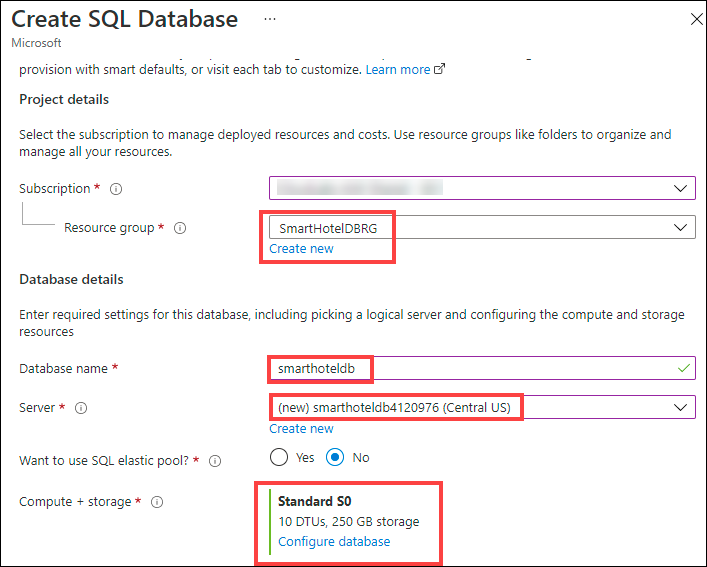 Create SQL Database ...
Microsoft
provision with smart defaults, or visit each tab to customize. Learn more
Project details
Select the subscription to manage deployed resources and costs. Use resource groups like folders to organize and
manage all your resources.
Subscription *
Resource group *
SmartHotelDBRG
Create new
Database details
Enter required settings for this database, including picking a logical server and configuring the compute and storage
resources
Database name *
smarthoteldb
Server *
(new) smarthoteldb4120976 (Central US)
Create new
Want to use SQL elastic pool? *
Yes
No
Compute + storage *
Standard S0
10 DTUs, 250 GB storage
Configure database